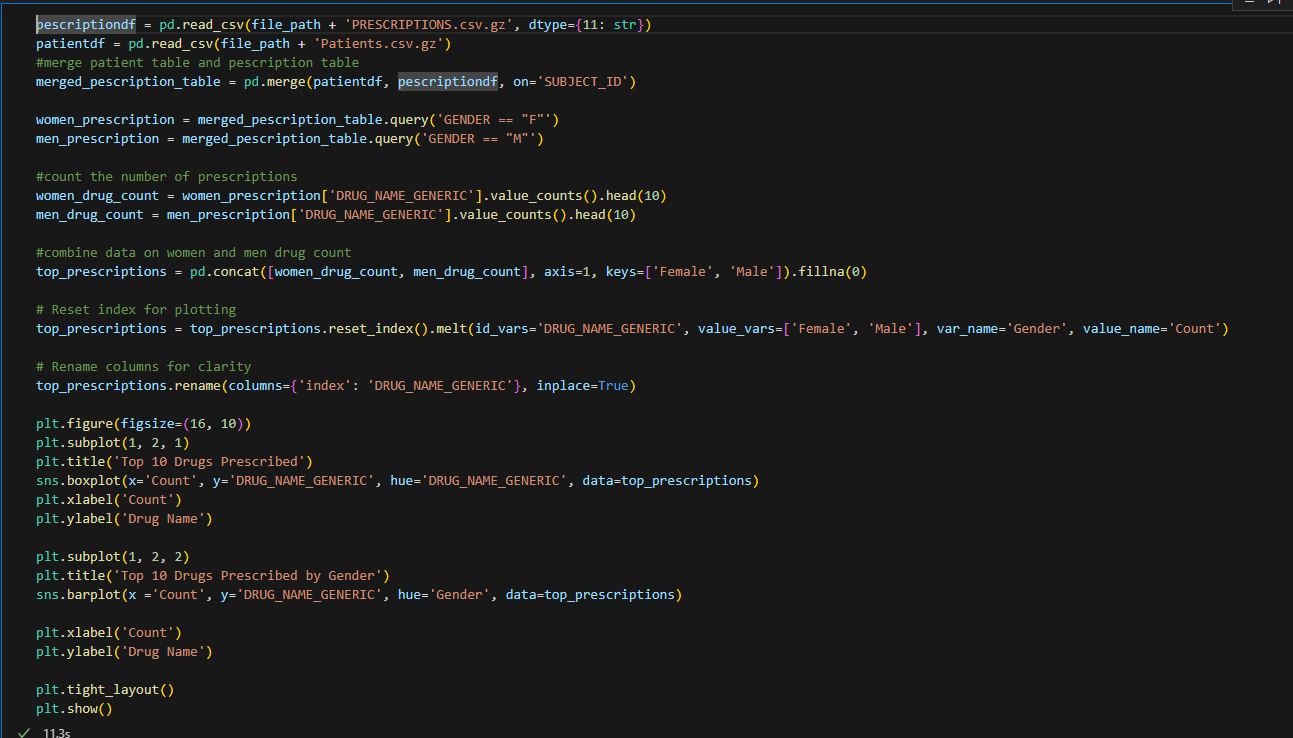 pescriptiondf = pd.read_csv(file_path + 'PRESCRIPTIONS.csv.gz', dtype={11: str})
patientdf = pd.read_csv(file_path + 'Patients.csv.gz')
#merge patient table and pescription table
merged_pescription_table = pd.merge(patientdf, pescriptiondf, on='SUBJECT_ID')
women_prescription = merged_pescription_table.query('GENDER == "F"')
men_prescription = merged_pescription_table.query('GENDER == "M"')
#count the number of prescriptions
women_drug_count = women_prescription['DRUG_NAME_GENERIC'].value_counts().head(10)
men_drug_count = men_prescription['DRUG_NAME_GENERIC'].value_counts().head(10)
#combine data on women and men drug count
top_prescriptions = pd.concat([women_drug_count, men_drug_count], axis=1, keys=['Female', 'Male']).fillna(0)
# Reset index for plotting
top_prescriptions = top_prescriptions.reset_index().melt(id_vars='DRUG_NAME_GENERIC', value_vars=['Female', 'Male'], var_name='Gender', value_name='Count')
# Rename columns for clarity
top_prescriptions.rename(columns={'index': 'DRUG_NAME_GENERIC'}, inplace=True)
plt.figure(figsize=(16, 10))
plt.subplot(1, 2, 1)
plt.title('Top 10 Drugs Prescribed')
sns.boxplot(x='Count', y='DRUG_NAME_GENERIC', hue='DRUG_NAME_GENERIC', data=top_prescriptions)
plt.xlabel('Count')
plt.ylabel('Drug Name')
plt.subplot(1, 2, 2)
plt.title('Top 10 Drugs Prescribed by Gender')
sns.barplot(x ='Count', y='DRUG_NAME_GENERIC', hue='Gender', data=top_prescriptions)
plt.xlabel('Count')
plt.ylabel('Drug Name')
plt.tight_layout()
plt.show()
11.3s